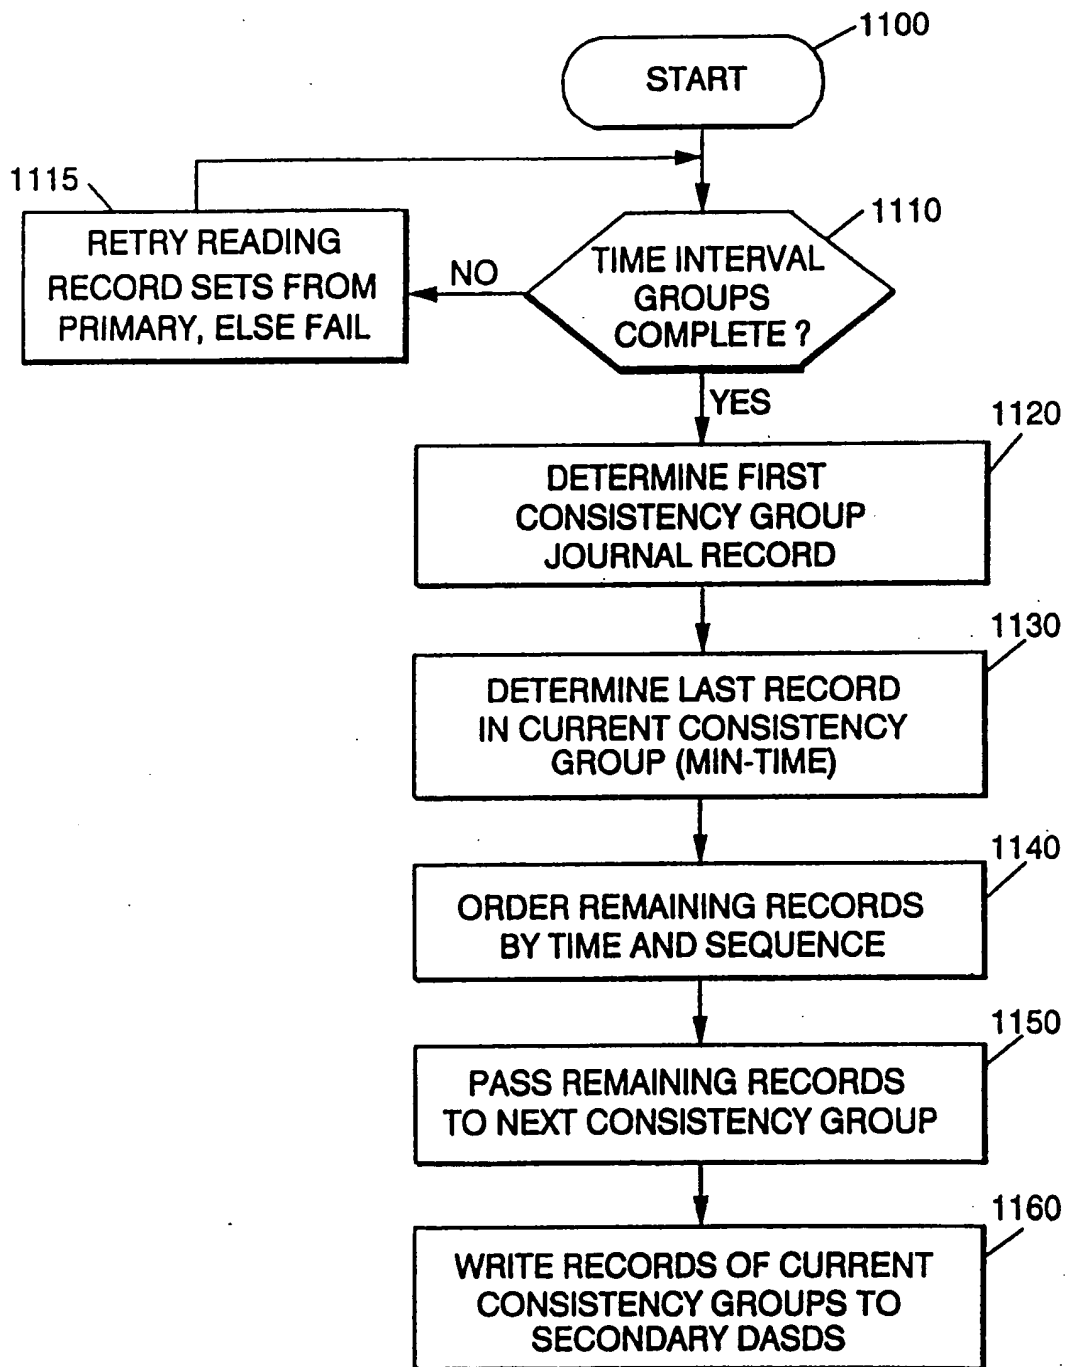 1100
START
1115
RETRY READING
RECORD SETS FROM
PRIMARY, ELSE FAIL
NO
1110
TIME INTERVAL
GROUPS
COMPLETE ?
YES
1120
DETERMINE FIRST
CONSISTENCY GROUP
JOURNAL RECORD
1130
DETERMINE LAST RECORD
IN CURRENT CONSISTENCY
GROUP (MIN-TIME)
1140
ORDER REMAINING RECORDS
BY TIME AND SEQUENCE
1150
PASS REMAINING RECORDS
TO NEXT CONSISTENCY GROUP
1160
WRITE RECORDS OF CURRENT
CONSISTENCY GROUPS TO
SECONDARY DASDS